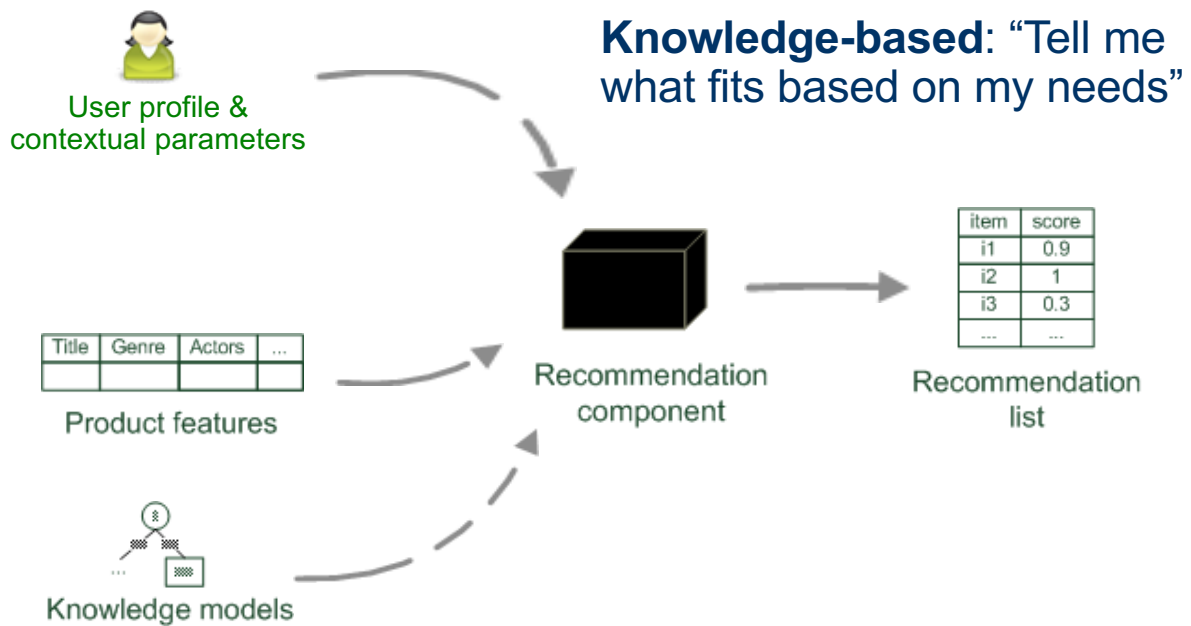 Knowledge-based: “Tell me
what fits based on my needs”
User profile &
contextual parameters
item score
i1 0.9
i2 1
i3 0.3
... ...
Title Genre Actors ...
Product features
Recommendation
component
Recommendation
list
...
Knowledge models